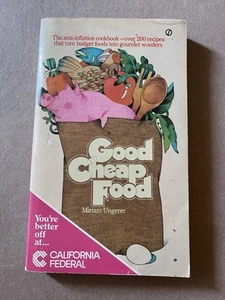 The anti-inflation cookbook—over 200 recipes
that turn budget foods into gourmet wonders
Good
Cheap
Food
Miriam Ungerer
You're
better
off
at...
CALIFORNIA
FEDERAL